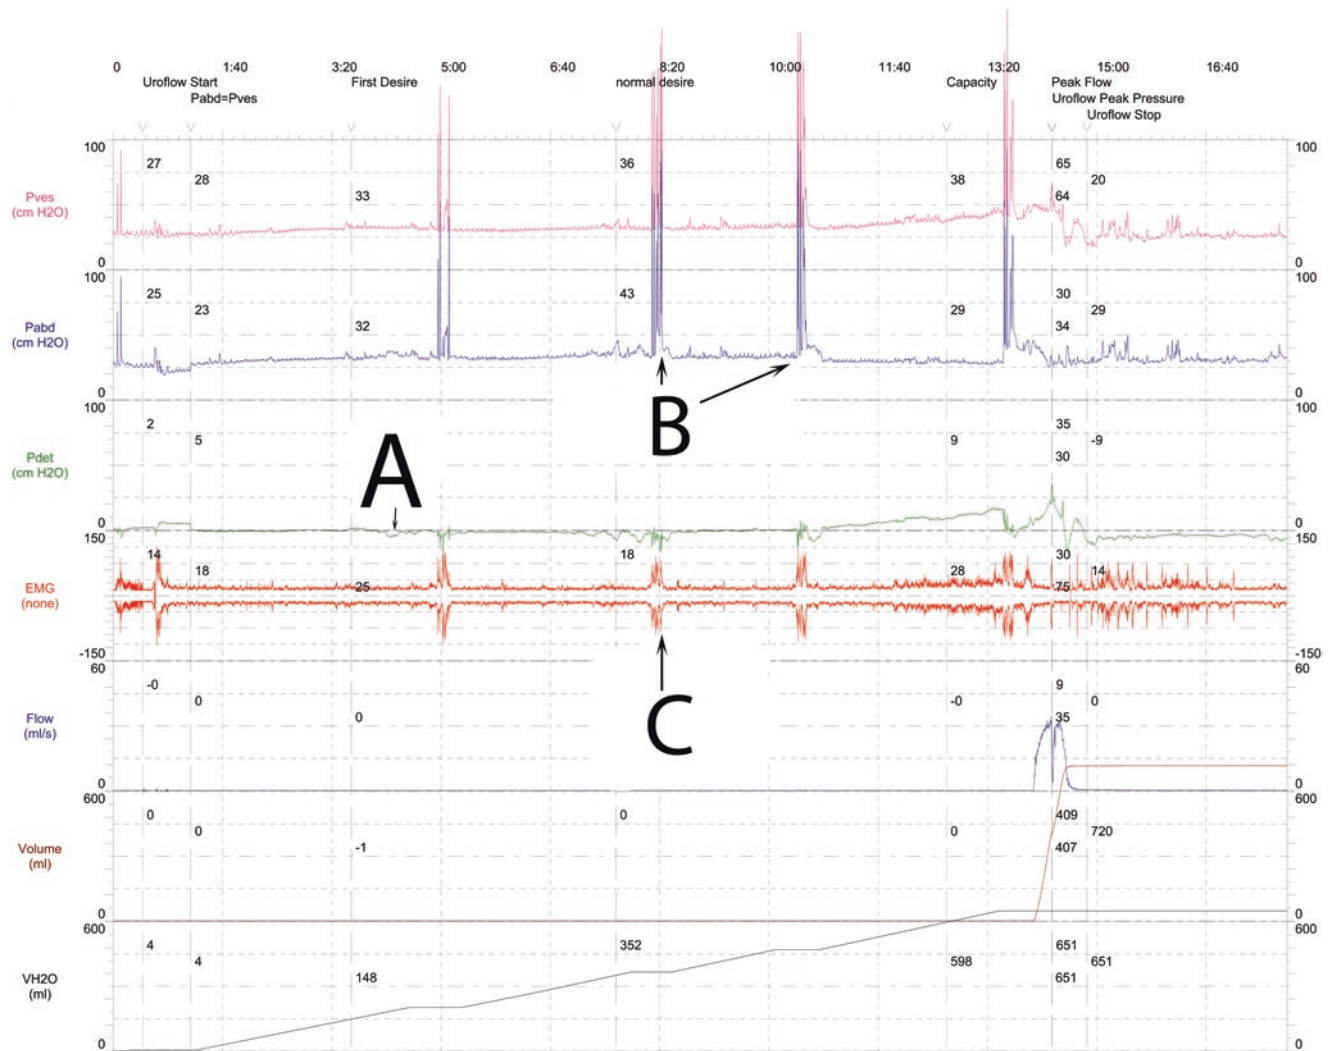 0 1:40 3:20 5:00 6:40 8:20 10:00 11:40 13:20 15:00 16:40
Uroflow Start First Desire normal desire Capacity Peak Flow
Pabd=Pves Uroflow Peak Pressure
Uroflow Stop
100 100
27 36 65
28 33 38 64 20
Pves
(cm H2O)
0 0
100 100
25 43 30
23 29 29
Pabd
(cm H2O)
32 34
0 0
100 100
2 35
5 9 -9
Pdet
(cm H2O)
30
A
B
0 0
150 150
14 18 30
18 28 14
EMG
(none)
25 75
-150 -150
60 60
C
-0 9
0 -0 0
Flow
(ml/s)
0 35
0 0
600 600
0 0 409
0 0 720
Volume
(ml)
-1 407
0 0
600 600
4 352 651
4 598 651
VH2O
(ml)
148 651
0 0